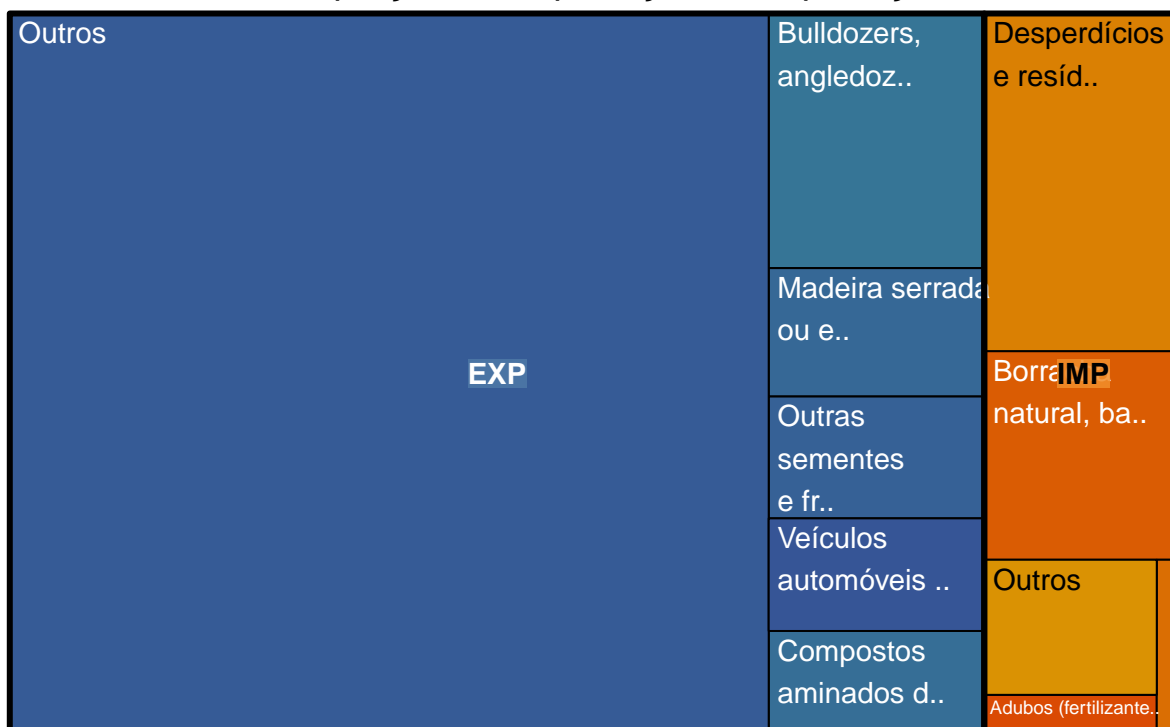 Outros
Bulldozers,
angledoz..
Madeira serrada
ou e..
Outras
sementes
e fr..
Veículos
automóveis ..
Compostos
aminados d..
EXP
Desperdícios
e resíd..
IMP
natural, ba..
Outros
Adubos (fertilizante..